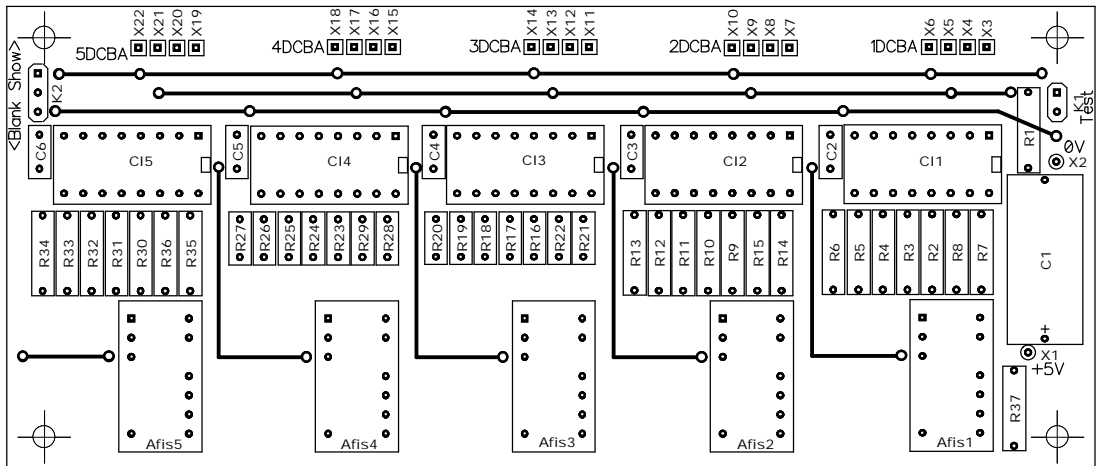 X22 X21 X20 X19
5DCBA
X18 X17 X16 X15
4DCBA
X14 X13 X12 X11
3DCBA
X10 X9 X8 X7
2DCBA
X6 X5 X4 X3
1DCBA
<Blank Show>
K2
K1
Test
R1
0V
X2
C6
CI5
C5
CI4
C4
CI3
C3
CI2
C2
CI1
R34 R33 R32 R31 R30 R36 R35
R27 R26 R25 R24 R23 R29 R28
R20 R19 R18 R17 R16 R22 R21
R13 R12 R11 R10 R9 R15 R14
R6 R5 R4 R3 R2 R8 R7
C1
+
X1
+5V
R37
Afis5
Afis4
Afis3
Afis2
Afis1